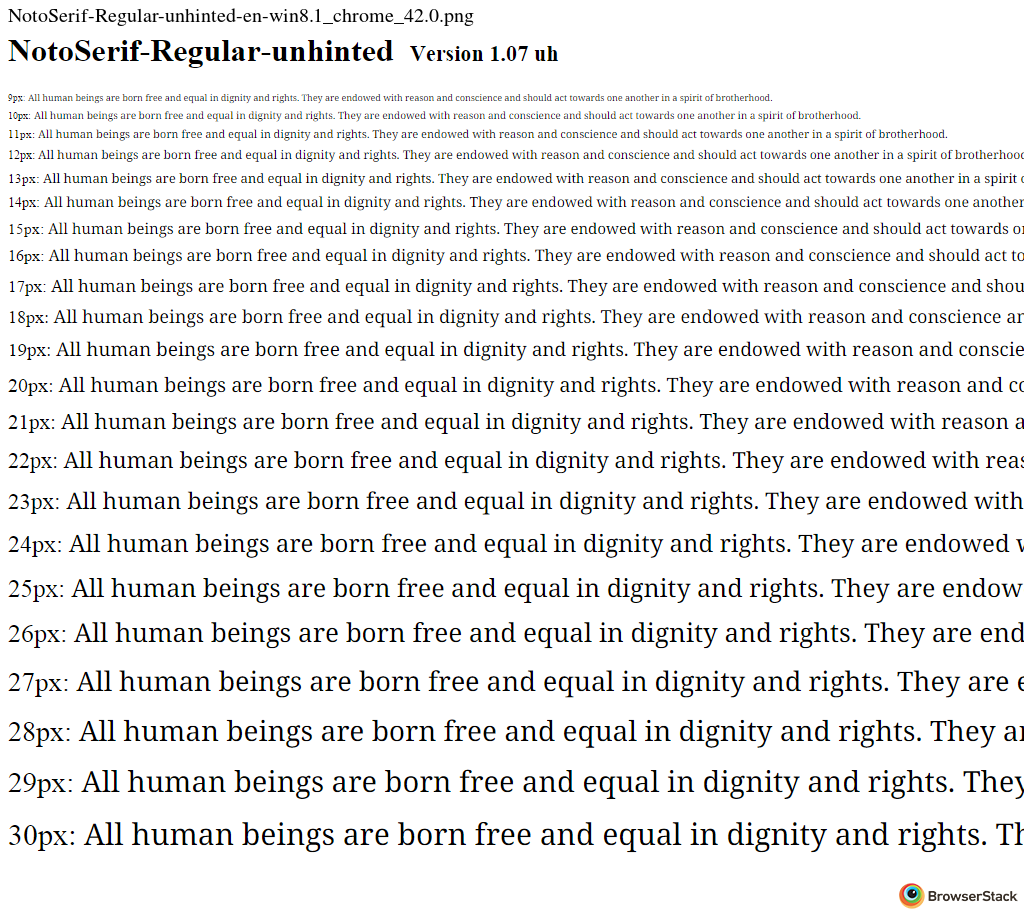 NotoSerif-Regular-unhinted-en-win8.1_chrome_42.0.png
NotoSerif-Regular-unhinted Version 1.07 uh
9px: All human beings are born free and equal in dignity and rights. They are endowed with reason and conscience and should act towards one another in a spirit of brotherhood.
10px: All human beings are born free and equal in dignity and rights. They are endowed with reason and conscience and should act towards one another in a spirit of brotherhood.
11px: All human beings are born free and equal in dignity and rights. They are endowed with reason and conscience and should act towards one another in a spirit of brotherhood.
12px: All human beings are born free and equal in dignity and rights. They are endowed with reason and conscience and should act towards one another in a spirit of brotherhood
13px: All human beings are born free and equal in dignity and rights. They are endowed with reason and conscience and should act towards one another in a spirit
14px: All human beings are born free and equal in dignity and rights. They are endowed with reason and conscience and should act towards one another
15px: All human beings are born free and equal in dignity and rights. They are endowed with reason and conscience and should act towards
16px: All human beings are born free and equal in dignity and rights. They are endowed with reason and conscience and should act to
17px: All human beings are born free and equal in dignity and rights. They are endowed with reason and conscience and shou
18px: All human beings are born free and equal in dignity and rights. They are endowed with reason and conscience a
19px: All human beings are born free and equal in dignity and rights. They are endowed with reason and conscie
20px: All human beings are born free and equal in dignity and rights. They are endowed with reason and c
21px: All human beings are born free and equal in dignity and rights. They are endowed with reason a
22px: All human beings are born free and equal in dignity and rights. They are endowed with reas
23px: All human beings are born free and equal in dignity and rights. They are endowed with
24px: All human beings are born free and equal in dignity and rights. They are endowed
25px: All human beings are born free and equal in dignity and rights. They are endow
26px: All human beings are born free and equal in dignity and rights. They are end
27px: All human beings are born free and equal in dignity and rights. They are e
28px: All human beings are born free and equal in dignity and rights. They a
29px: All human beings are born free and equal in dignity and rights. They
30px: All human beings are born free and equal in dignity and rights. Th
BrowserStack